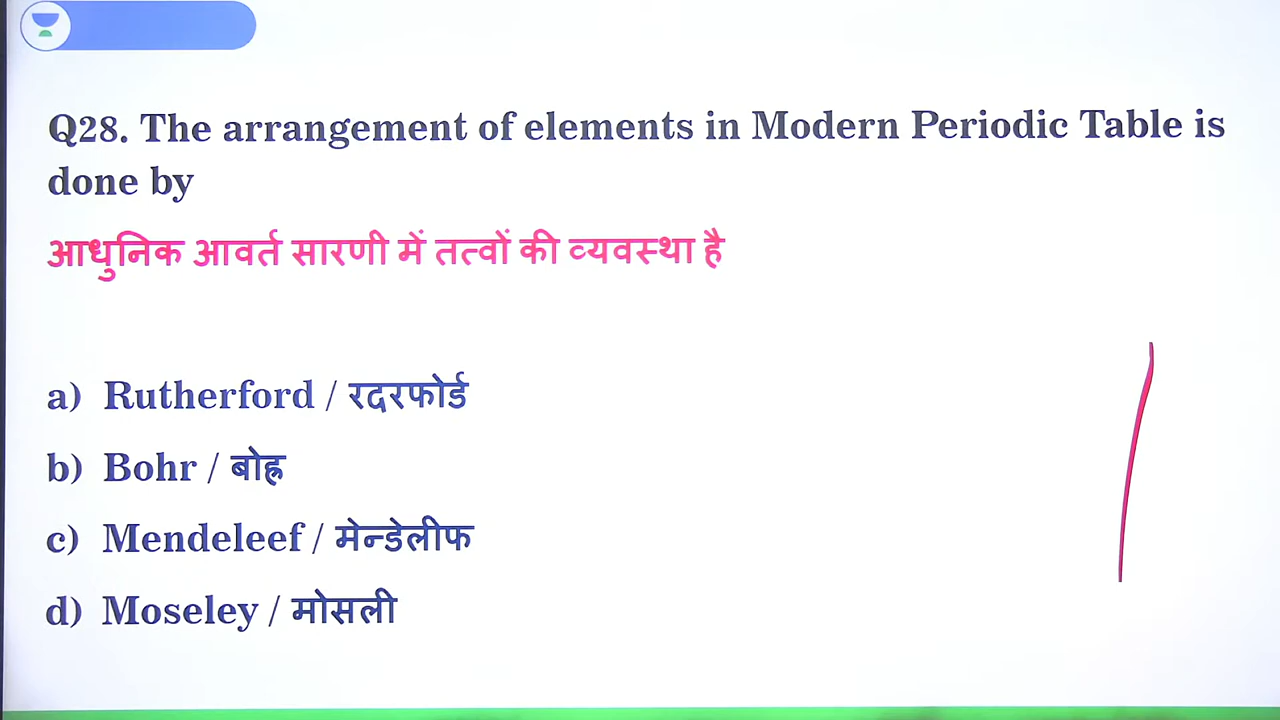 Q28. The arrangement of elements in Modern Periodic Table is
done by
आधुनिक आवर्त सारणी में तत्वों की व्यवस्था है
a) Rutherford / रदरफोर्ड
b) Bohr / बोह्र
c) Mendeleef / मेन्डेलीफ
d) Moseley / मोसली